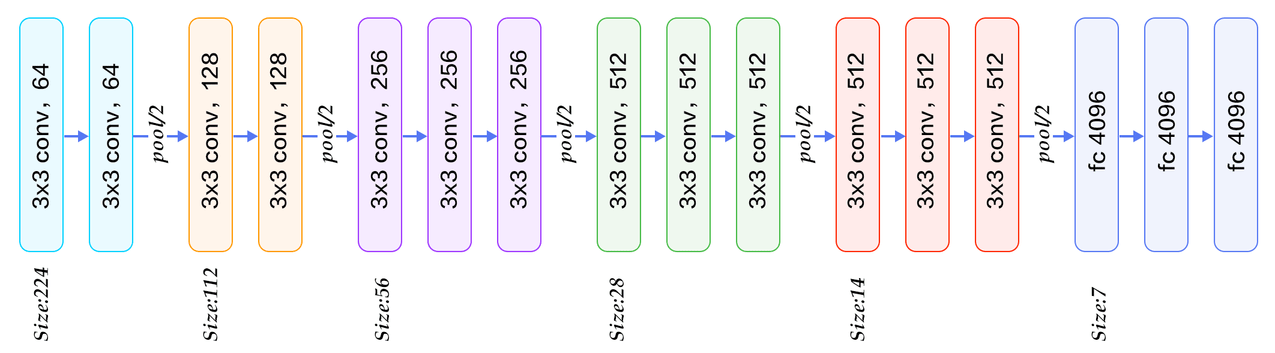 3x3 conv, 64
3x3 conv, 64
pool/2
3x3 conv, 128
3x3 conv, 128
pool/2
3x3 conv, 256
3x3 conv, 256
3x3 conv, 256
pool/2
3x3 conv, 512
3x3 conv, 512
3x3 conv, 512
pool/2
3x3 conv, 512
3x3 conv, 512
3x3 conv, 512
pool/2
fc 4096
fc 4096
fc 4096
Size:224
Size:112
Size:56
Size:28
Size:14
Size:7